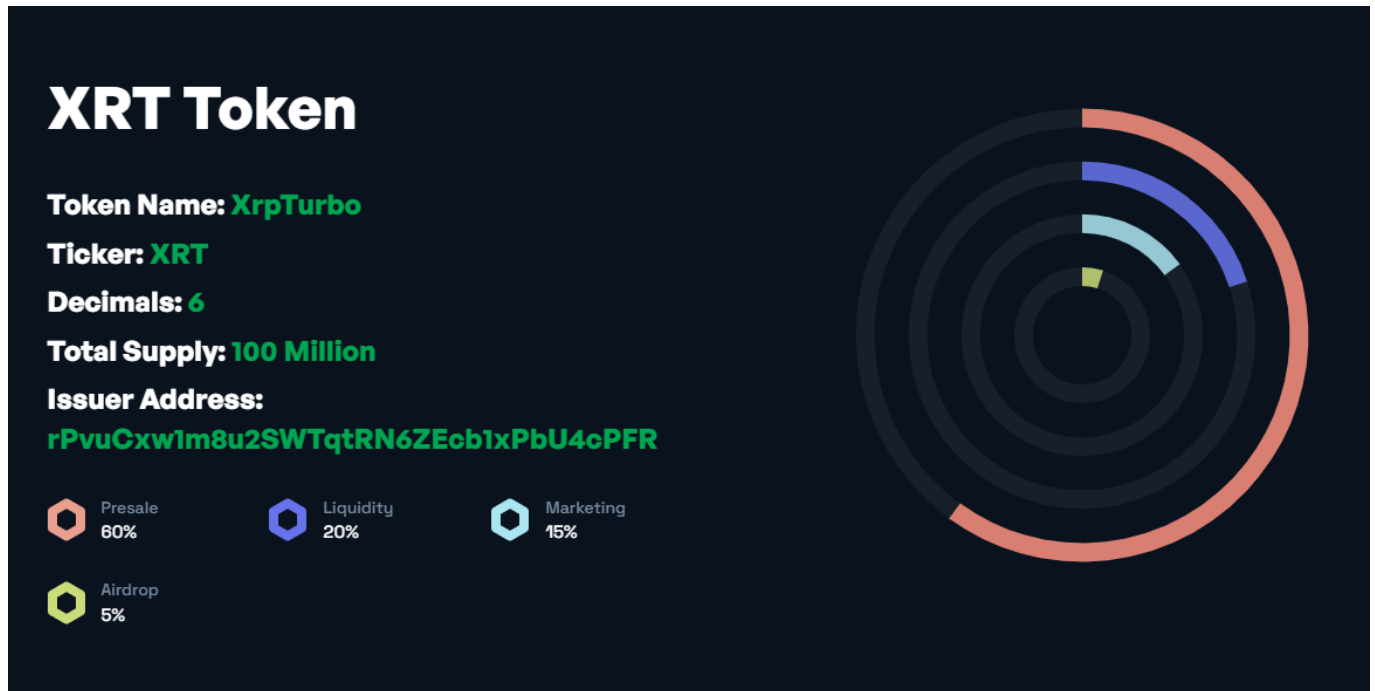 XRT Token
Token Name: XrpTurbo
Ticker: XRT
Decimals: 6
Total Supply: 100 Million
Issuer Address:
rPvuCxw1m8u2SWTqtRN6ZEcb1xPbU4cPFR
Presale
60%
Liquidity
20%
Marketing
15%
Airdrop
5%